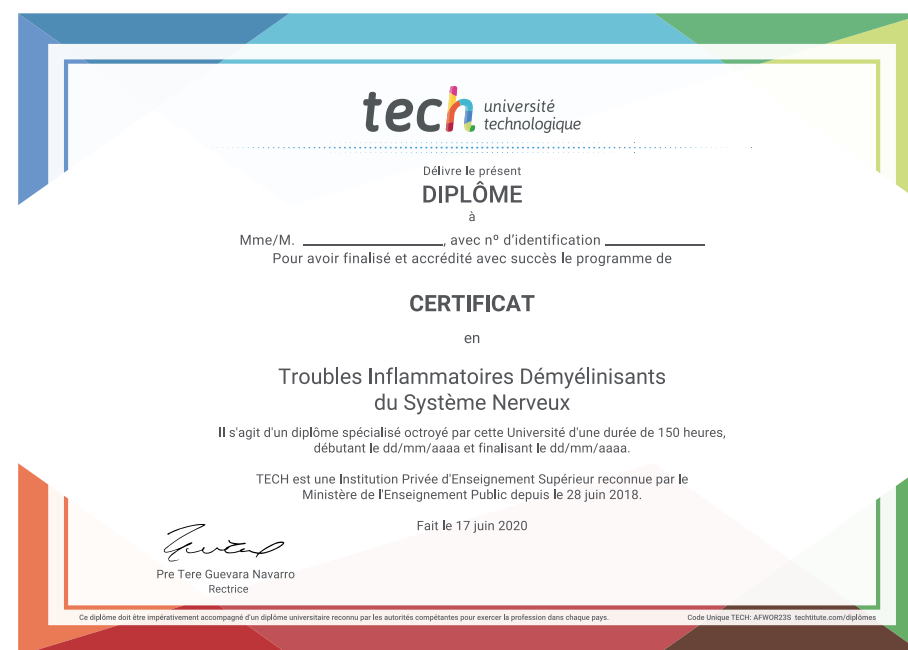 tech université
technologique
Délivre le présent
DIPLÔME
à
Mme/M. ____________________, avec nº d'identification ______________
Pour avoir finalisé et accrédité avec succès le programme de
CERTIFICAT
en
Troubles Inflammatoires Démyélinisants
du Système Nerveux
Il s'agit d'un diplôme spécialisé octroyé par cette Université d'une durée de 150 heures,
débutant le dd/mm/aaaa et finalisant le dd/mm/aaaa.
TECH est une Institution Privée d'Enseignement Supérieur reconnue par le
Ministère de l'Enseignement Public depuis le 28 juin 2018.
Fait le 17 juin 2020
Pre Tere Guevara Navarro
Rectrice
Ce diplôme doit être impérativement accompagné d'un diplôme universitaire reconnu par les autorités compétentes pour exercer la profession dans chaque pays.
Code Unique TECH: AFWOR23S techtitute.com/diplômes